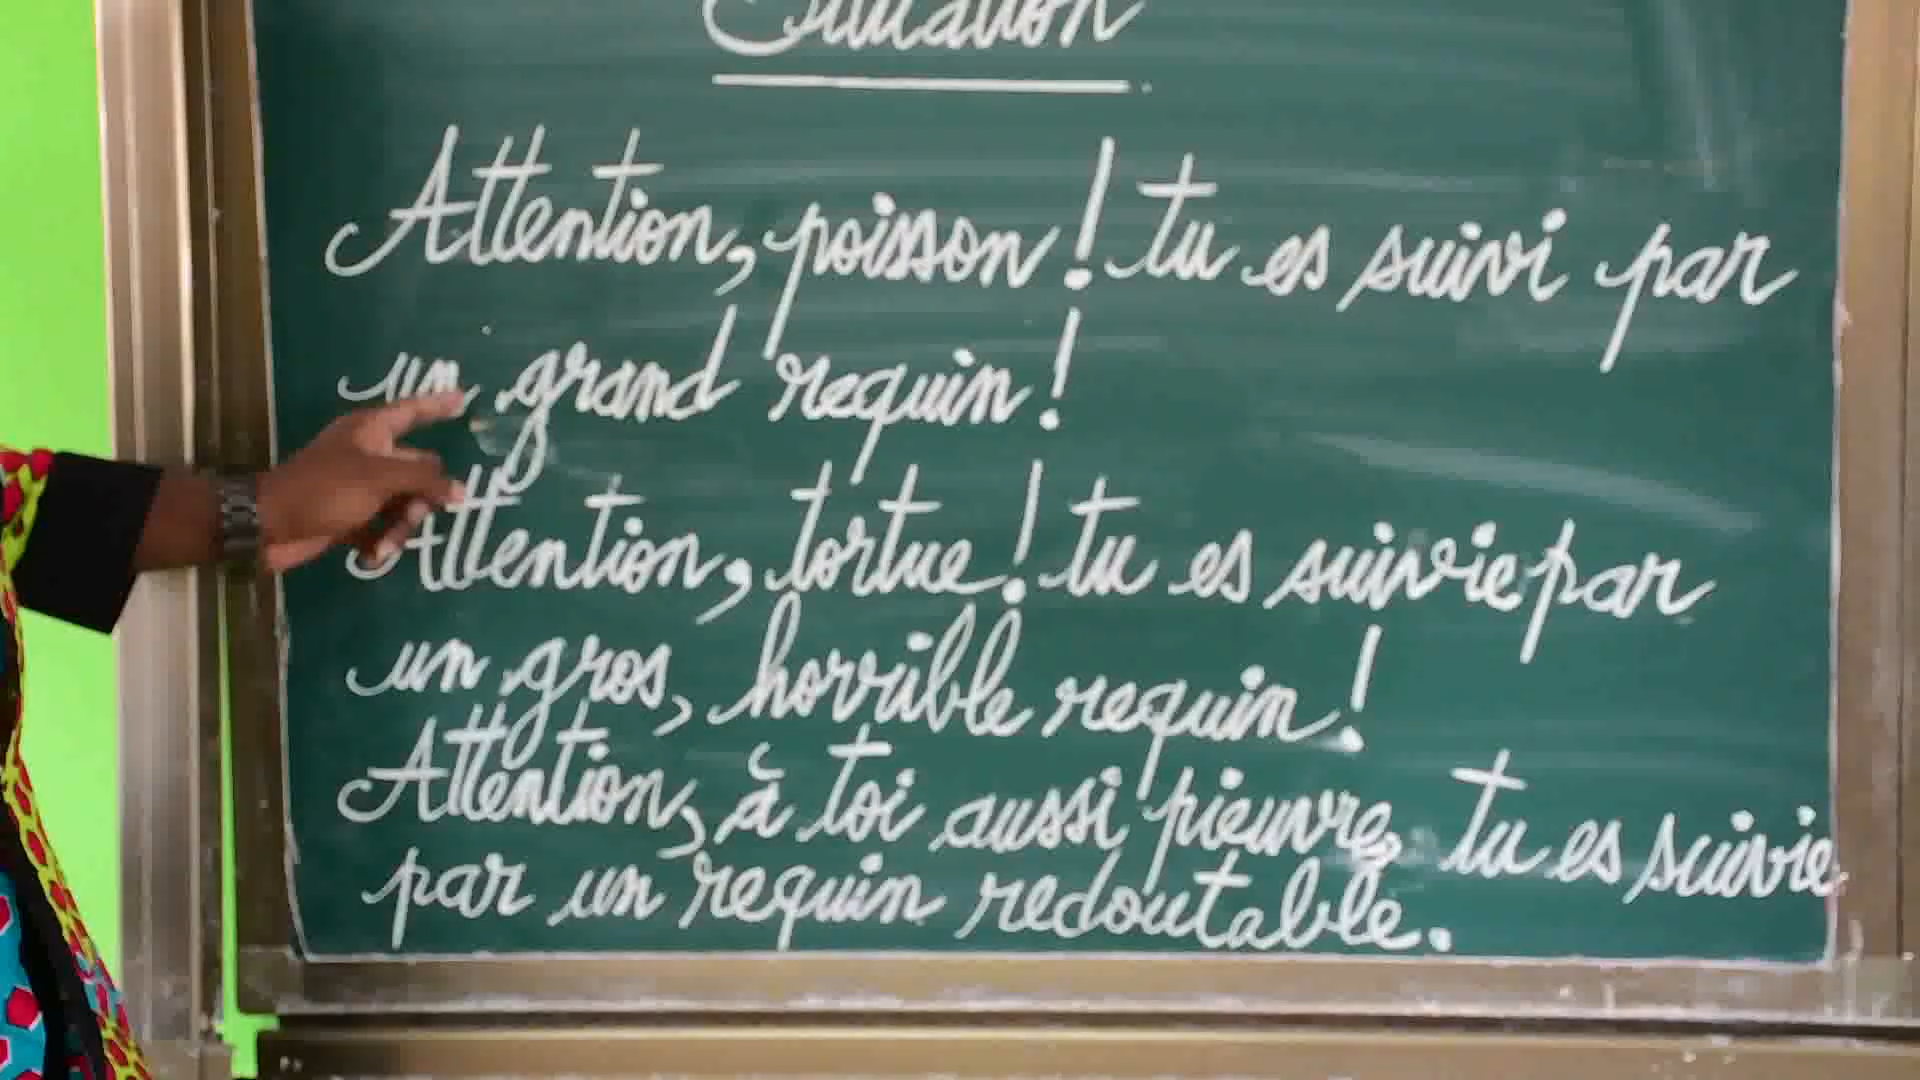 Situation
Attention, poisson! tu es suivi par
un grand requin!
Attention, tortue! tu es suivie par
un gros, horrible requin!
Attention, à toi aussi pieuvre, tu es suivie
par un requin redoutable.